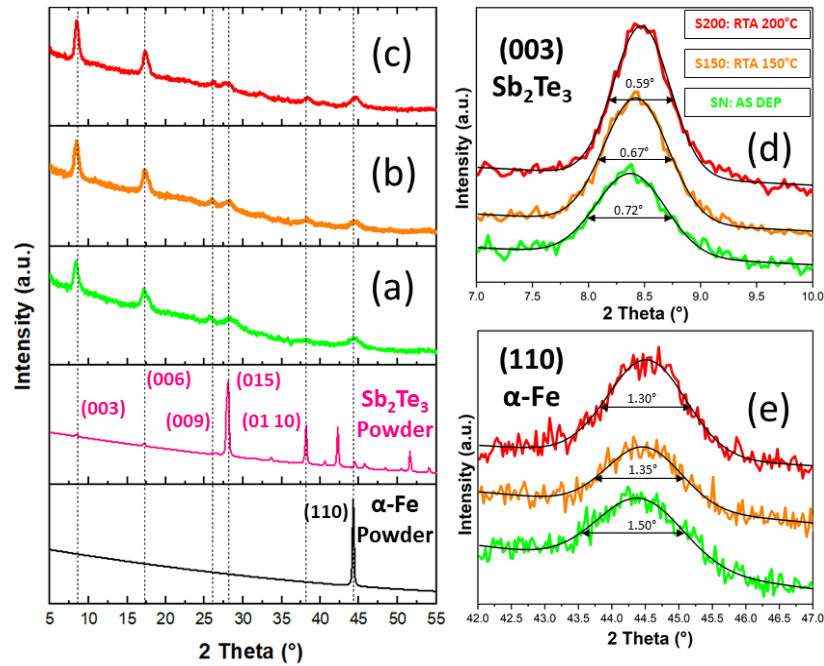 (c)
(b)
(a)
(003)
(006)
(009)
(015)
(01 10)
Sb₂Te₃
Powder
(110)
α-Fe
Powder
5 10 15 20 25 30 35 40 45 50 55
2 Theta (°)
Intensity (a.u.)
(003)
Sb₂Te₃
S200: RTA 200°C
S150: RTA 150°C
SN: AS DEP
(d)
0.59°
0.67°
0.72°
7.0 7.5 8.0 8.5 9.0 9.5 10.0
2 Theta (°)
Intensity (a.u.)
(110)
α-Fe
(e)
1.30°
1.35°
1.50°
42.0 42.5 43.0 43.5 44.0 44.5 45.0 45.5 46.0 46.5 47.0
2 Theta (°)
Intensity (a.u.)